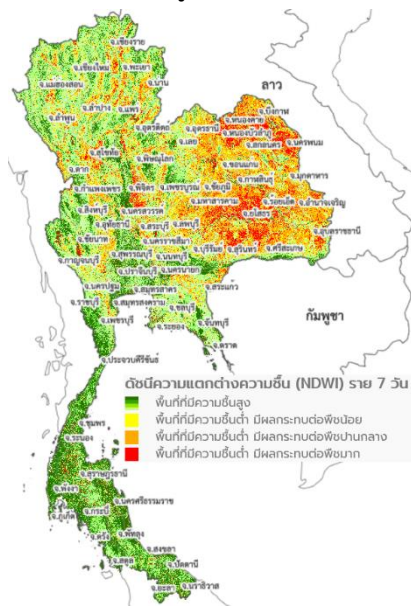 จ.เชียงราย
จ.เชียงใหม่
จ.พะเยา
จ.น่าน
จ.แม่ฮ่องสอน
ลาว
จ.ลำปาง
จ.แพร่
จ.ลำพูน
จ.บึงกาฬ
จ.หนองคาย
จ.อุตรดิตถ์
จ.อุดรธานี
จ.หนองบัวลำภู
จ.เลย
จ.สกลนคร
จ.นครพนม
จ.สุโขทัย
จ.พิษณุโลก
จ.ตาก
จ.ขอนแก่น
จ.กาฬสินธุ์
จ.มุกดาหาร
จ.กำแพงเพชร
จ.พิจิตร
จ.เพชรบูรณ์
จ.ชัยภูมิ
จ.มหาสารคาม
จ.ร้อยเอ็ด
จ.อำนาจเจริญ
จ.สิงห์บุรี
จ.นครสวรรค์
จ.ยโสธร
จ.อุทัยธานี
จ.สระบุรี
จ.ลพบุรี
จ.อุบลราชธานี
จ.ชัยนาท
จ.นครราชสีมา
จ.บุรีรัมย์
จ.สุรินทร์
จ.ศรีสะเกษ
จ.สุพรรณบุรี
จ.นนทบุรี
จ.กาญจนบุรี
จ.ปราจีนบุรี
จ.นครนายก
จ.นครปฐม
จ.สมุทรสาคร
จ.สระแก้ว
จ.ราชบุรี
จ.สมุทรสงคราม
จ.ชลบุรี
จ.เพชรบุรี
จ.ระยอง
จ.จันทบุรี
กัมพูชา
จ.ตราด
จ.ประจวบคีรีขันธ์
ดัชนีความแตกต่างความชื้น (NDWI) ราย 7 วัน
พื้นที่ที่มีความชื้นสูง
พื้นที่ที่มีความชื้นต่ำ มีผลกระทบต่อพืชน้อย
พื้นที่ที่มีความชื้นต่ำ มีผลกระทบต่อพืชปานกลาง
พื้นที่ที่มีความชื้นต่ำ มีผลกระทบต่อพืชมาก
จ.ชุมพร
จ.ระนอง
จ.สุราษฎร์ธานี
จ.พังงา
จ.นครศรีธรรมราช
จ.กระบี่
จ.ภูเก็ต
จ.ตรัง
จ.พัทลุง
จ.สงขลา
จ.สตูล
จ.ปัตตานี
จ.ยะลา
จ.นราธิวาส